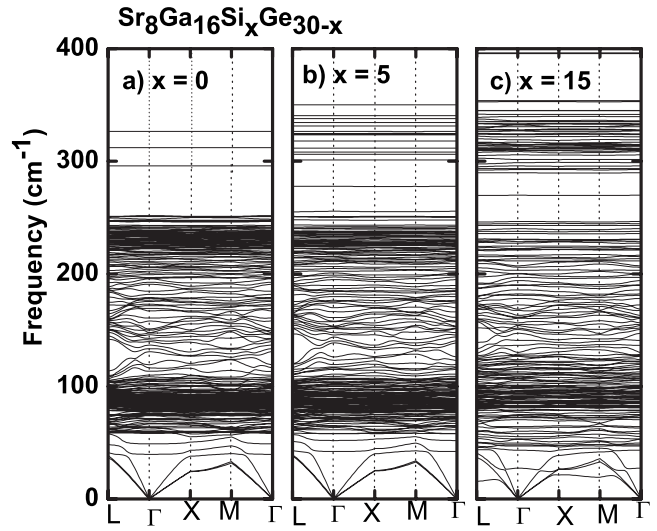 Sr8Ga16SixGe30-x
a) x = 0
b) x = 5
c) x = 15
Frequency (cm-1)
400
300
200
100
0
L Γ X M Γ L Γ X M Γ L Γ X M Γ